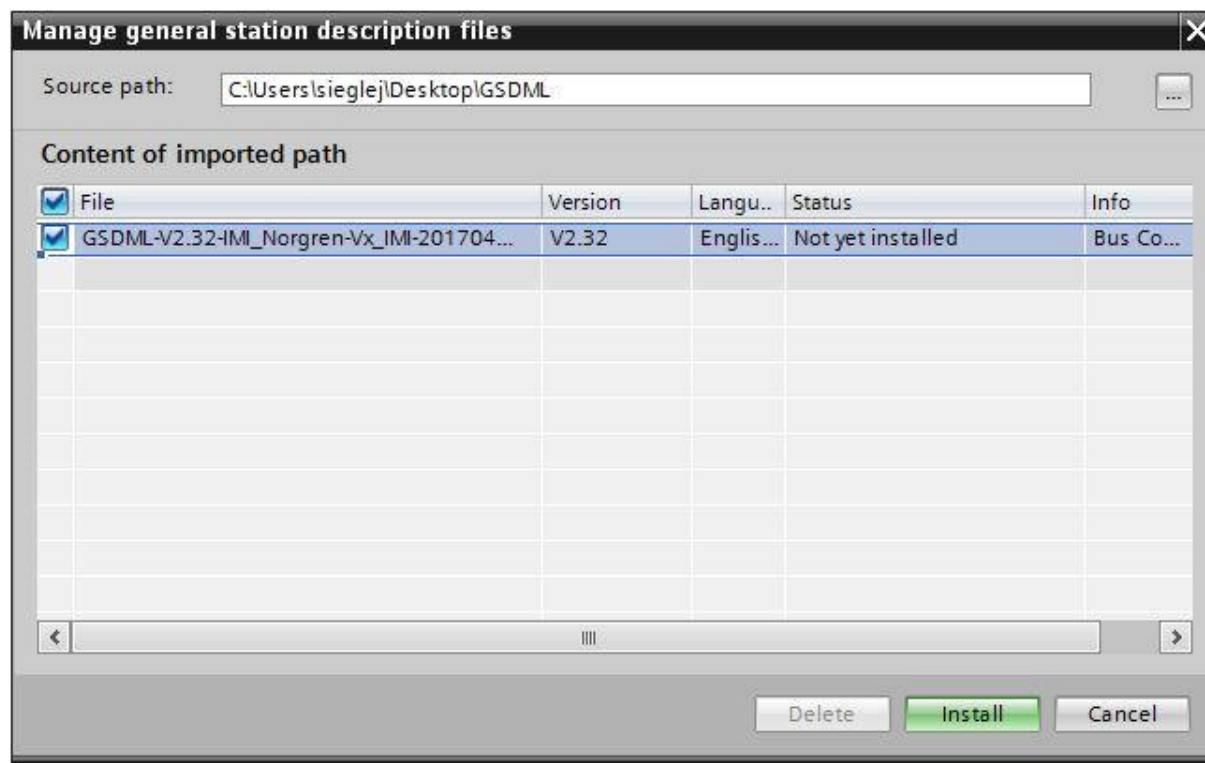 Manage general station description files
Source path: C:\Users\sieglej\Desktop\GSDML ...
Content of imported path
File Version Langu.. Status Info
GSDML-V2.32-IMI_Norgren-Vx_IMI-201704... V2.32 Englis... Not yet installed Bus Co...
Delete Install Cancel